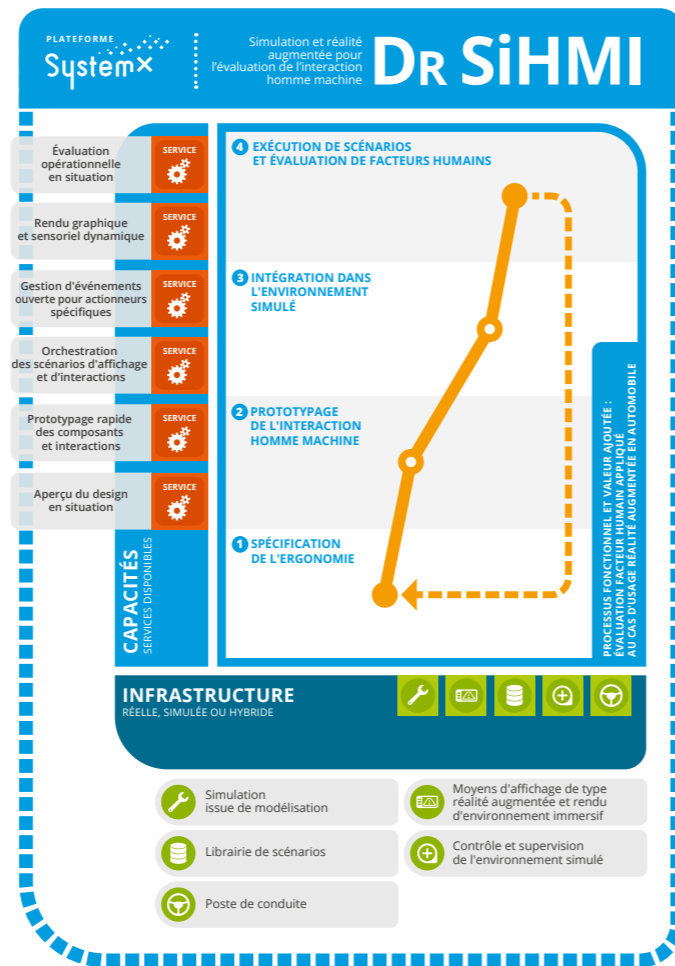 PLATEFORME
SystemX
Simulation et réalité
augmentée pour
l'évaluation de l'interaction
homme machine
DR SiHMI
Évaluation
opérationnelle
en situation
SERVICE
Rendu graphique
et sensoriel dynamique
SERVICE
Gestion d'événements
ouverte pour actionneurs
spécifiques
SERVICE
Orchestration
des scénarios d'affichage
et d'interactions
SERVICE
Prototypage rapide
des composants
et interactions
SERVICE
Aperçu du design
en situation
SERVICE
CAPACITÉS
SERVICES DISPONIBLES
4 EXÉCUTION DE SCÉNARIOS
ET ÉVALUATION DE FACTEURS HUMAINS
3 INTÉGRATION DANS
L'ENVIRONNEMENT
SIMULÉ
2 PROTOTYPAGE
DE L'INTERACTION
HOMME MACHINE
1 SPÉCIFICATION
DE L'ERGONOMIE
PROCESSUS FONCTIONNEL ET VALEUR AJOUTÉE :
ÉVALUATION FACTEUR HUMAIN APPLIQUÉ
AU CAS D'USAGE RÉALITÉ AUGMENTÉE EN AUTOMOBILE
INFRASTRUCTURE
RÉELLE, SIMULÉE OU HYBRIDE
Simulation
issue de modélisation
Moyens d'affichage de type
réalité augmentée et rendu
d'environnement immersif
Librairie de scénarios
Contrôle et supervision
de l'environnement simulé
Poste de conduite